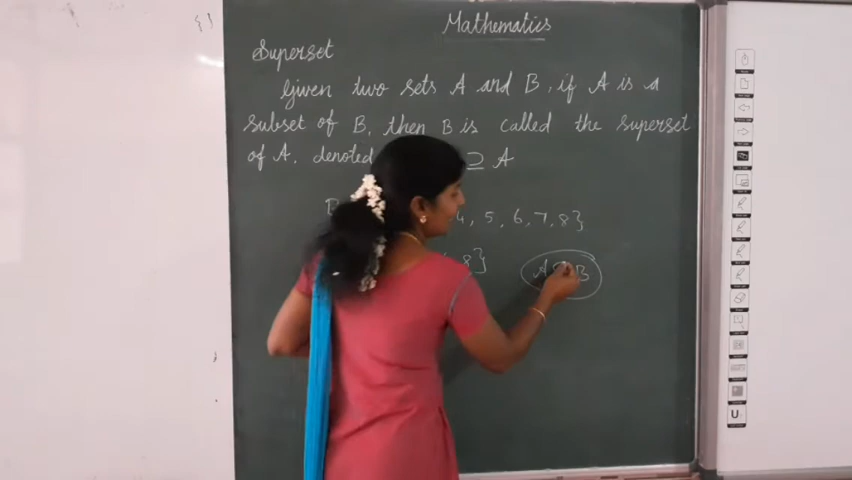 Mathematics
Superset
Given two sets A and B, if A is a
subset of B, then B is called the superset
of A, denoted ⊇ A
4, 5, 6, 7, 8}
8}
A B